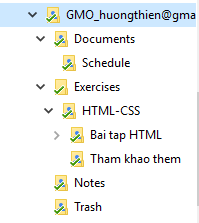 GMO_huongthien@gma
Documents
Schedule
Exercises
HTML-CSS
Bai tap HTML
Tham khao them
Notes
Trash